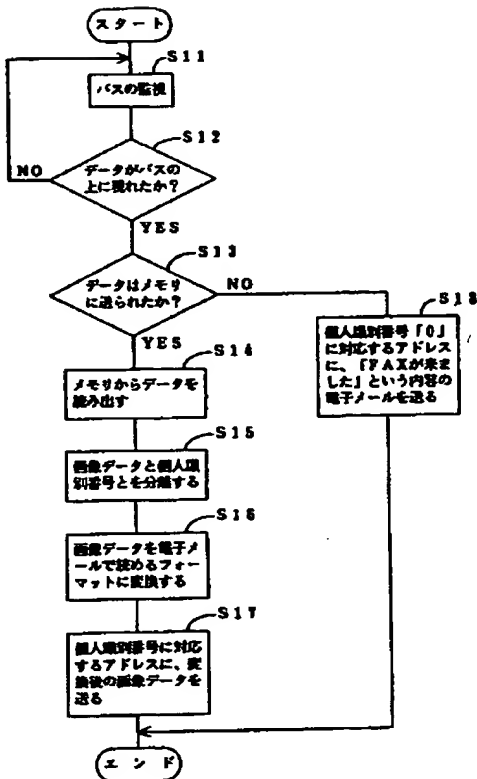 スタート
S11
バスの監視
S12
データがバスの
上に現れたか?
NO
YES
S13
データはメモリ
に送られたか?
NO
YES
S18
個人識別番号「0」
に対応するアドレス
に、「FAXが来ま
した」という内容の
電子メールを送る
S14
メモリからデータを
読み出す
S15
画像データと個人識
別番号とを分離する
S16
画像データを電子メ
ールで読めるフォー
マットに変換する
S17
個人識別番号に対応
するアドレスに、変
換後の画像データを
送る
エンド